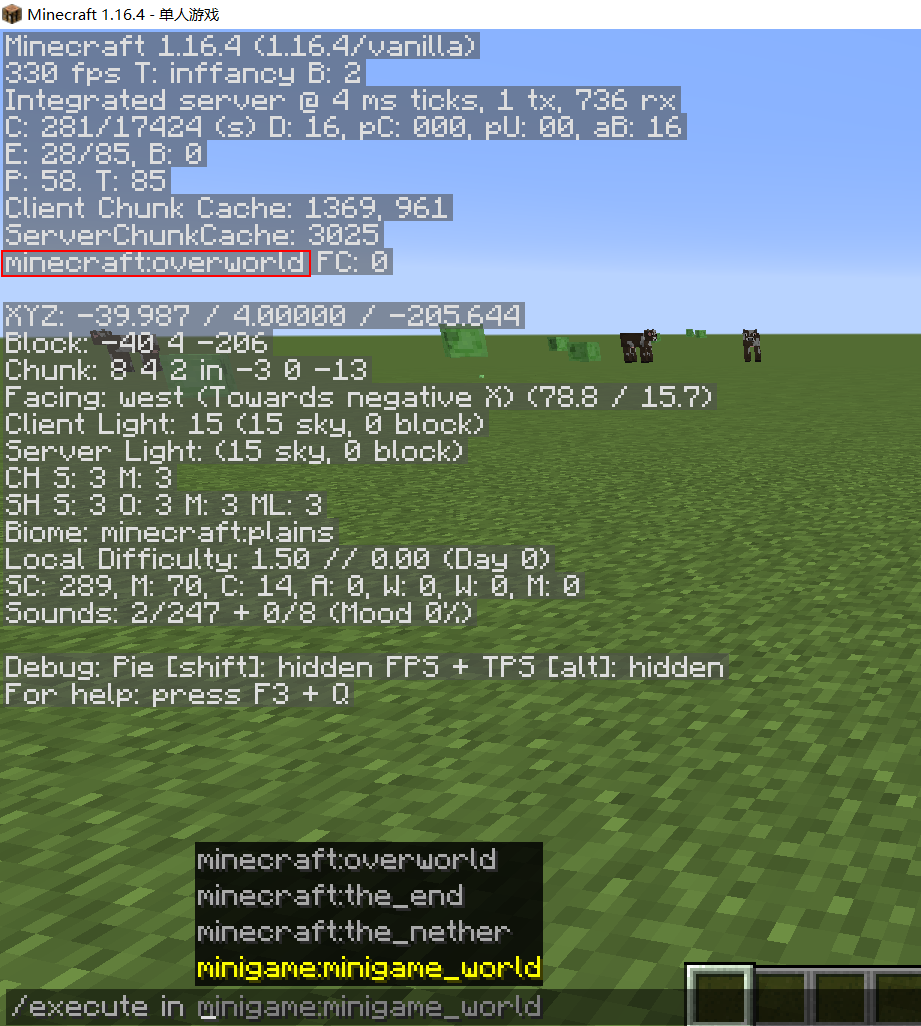 Minecraft 1.16.4 - 单人游戏
Minecraft 1.16.4 (1.16.4/vanilla)
330 fps T: inffancy B: 2
Integrated server @ 4 ms ticks, 1 tx, 736 rx
C: 281/17424 (s) D: 16, pC: 000, pU: 00, aB: 16
E: 28/85, B: 0
P: 58. T: 85
Client Chunk Cache: 1369, 961
ServerChunkCache: 3025
minecraft:overworld FC: 0
XYZ: -39.987 / 4.00000 / -205.644
Block: -40 4 -206
Chunk: 8 4 2 in -3 0 -13
Facing: west (Towards negative X) (78.8 / 15.7)
Client Light: 15 (15 sky, 0 block)
Server Light: (15 sky, 0 block)
CH S: 3 M: 3
SH S: 3 O: 3 M: 3 ML: 3
Biome: minecraft:plains
Local Difficulty: 1.50 // 0.00 (Day 0)
SC: 289, M: 70, C: 14, A: 0, W: 0, W: 0, M: 0
Sounds: 2/247 + 0/8 (Mood 0%)
Debug: Pie [shift]: hidden FPS + TPS [alt]: hidden
For help: press F3 + Q
minecraft:overworld
minecraft:the_end
minecraft:the_nether
minigame:minigame_world
/execute in minigame:minigame_world